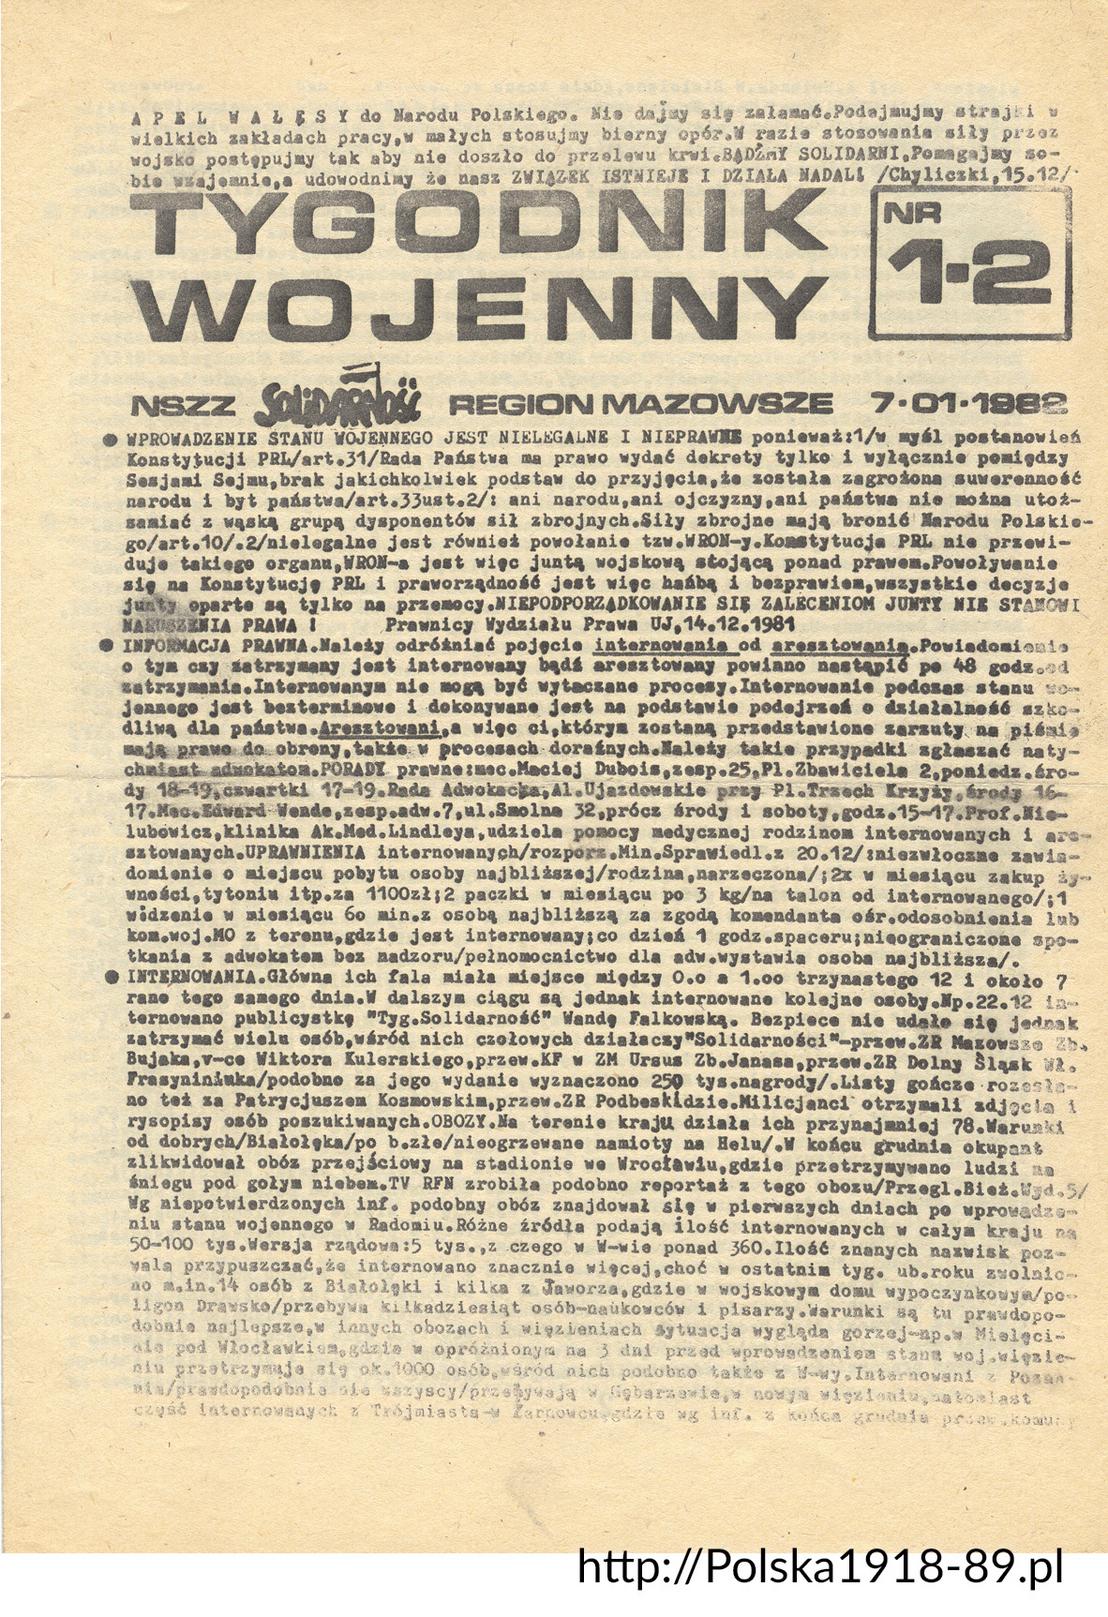 A P E L W A Ł Ę S Y do Narodu Polskiego. Nie dajmy się załamać.Podejmujmy strajki w
wielkich zakładach pracy,w małych stosujmy bierny opór.W razie stosowania siły przez
wojsko postępujmy tak aby nie doszło do przelewu krwi.BĄDŹMY SOLIDARNI.Pomagajmy so-
bie wzajemnie,a udowodnimy że nasz ZWIĄZEK ISTNIEJE I DZIAŁA NADAL! /Chyliczki,15.12/
TYGODNIK
WOJENNY
NR
1-2
NSZZ SOLIDARNOŚĆ REGION MAZOWSZE 7·01·1982
● WPROWADZENIE STANU WOJENNEGO JEST NIELEGALNE I NIEPRAWNE ponieważ:1/w myśl postanowień
Konstytucji PRL/art.31/Rada Państwa ma prawo wydać dekrety tylko i wyłącznie pomiędzy
Sesjami Sejmu,brak jakichkolwiek podstaw do przyjęcia,że została zagrożona suwerenność
narodu i byt państwa/art.33ust.2/: ani narodu,ani ojczyzny,ani państwa nie można utoż-
samiać z wąską grupą dysponentów sił zbrojnych.Siły zbrojne mają bronić Narodu Polskie-
go/art.10/.2/nielegalne jest również powołanie tzw.WRON-y.Konstytucja PRL nie przewi-
duje takiego organu,WRON-a jest więc juntą wojskową stojącą ponad prawem.Powoływanie
się na Konstytucję PRL i praworządność jest więc hańbą i bezprawiem,wszystkie decyzje
junty oparte są tylko na przemocy.NIEPODPORZĄDKOWANIE SIĘ ZALECENIOM JUNTY NIE STANOWI
NARUSZENIA PRAWA ! Prawnicy Wydziału Prawa UJ,14.12.1981
● INFORMACJA PRAWNA.Należy odróżniać pojęcie internowania od aresztowania.Powiadomienie
o tym czy zatrzymany jest internowany bądź aresztowany powinno nastąpić po 48 godz.od
zatrzymania.Internowanym nie mogą być wytaczane procesy.Internowanie podczas stanu wo-
jennego jest bezterminowe i dokonywane jest na podstawie podejrzeń o działalność szko-
dliwą dla państwa.Aresztowani,a więc ci,którym zostaną przedstawione zarzuty na piśmie
mają prawo do obrony,także w procesach doraźnych.Należy takie przypadki zgłaszać naty-
chmiast adwokatom.PORADY prawne:mec.Maciej Dubois,zesp.25,Pl.Zbawiciela 2,poniedz.śro-
dy 18-19,czwartki 17-19.Rada Adwokacka,Al.Ujazdowskie przy Pl.Trzech Krzyży,środy 16-
17.Mec.Edward Wende,zesp.adw.7,ul.Smolna 32,prócz środy i soboty,godz.15-17.Prof.Nie-
lubowicz,klinika Ak.Med.Lindleya,udziela pomocy medycznej rodzinom internowanych i are-
sztowanych.UPRAWNIENIA internowanych/rozporz.Min.Sprawiedl.z 20.12/:niezwłoczne zawia-
domienie o miejscu pobytu osoby najbliższej/rodzina,narzeczona/;2x w miesiącu zakup ży-
wności,tytoniu itp.za 1100zł;2 paczki w miesiącu po 3 kg/na talon od internowanego/;1
widzenie w miesiącu 6o min.z osobą najbliższą za zgodą komendanta ośr.odosobnienia lub
kom.woj.MO z terenu,gdzie jest internowany;co dzień 1 godz.spaceru;nieograniczone spo-
tkania z adwokatem bez nadzoru/pełnomocnictwo dla adw.wystawia osoba najbliższa/.
● INTERNOWANIA.Główna ich fala miała miejsce między 0.o a 1.oo trzynastego 12 i około 7
rano tego samego dnia.W dalszym ciągu są jednak internowane kolejne osoby.Np.22.12 in-
ternowano publicystkę "Tyg.Solidarność" Wandę Falkowską. Bezpiece nie udało się jednak
zatrzymać wielu osób,wśród nich czołowych działaczy"Solidarności"-przew.ZR Mazowsze Zb.
Bujaka,v-ce Wiktora Kulerskiego,przew.KF w ZM Ursus Zb.Janasa,przew.ZR Dolny Śląsk Wł.
Frasyniniuka/podobno za jego wydanie wyznaczono 250 tys.nagrody/.Listy gończe rozesła-
no też za Patrycjuszem Kosmowskim,przew.ZR Podbeskidzie.Milicjanci otrzymali zdjęcia i
rysopisy osób poszukiwanych.OBOZY.Na terenie kraju działa ich przynajmniej 78.Warunki
od dobrych/Białołęka/po b.złe/nieogrzewane namioty na Helu/.W końcu grudnia okupant
zlikwidował obóz przejściowy na stadionie we Wrocławiu,gdzie przetrzymywano ludzi na
śniegu pod gołym niebem.TV RFN zrobiła podobno reportaż z tego obozu/Przegl.Bież.Wyd.5/
Wg niepotwierdzonych inf. podobny obóz znajdował się w pierwszych dniach po wprowadze-
niu stanu wojennego w Radomiu.Różne źródła podają ilość internowanych w całym kraju na
50-100 tys.Wersja rządowa:5 tys.,z czego w W-wie ponad 360.Ilość znanych nazwisk poz-
wala przypuszczać,że internowano znacznie więcej,choć w ostatnim tyg. ub.roku zwolnio-
no m.in.14 osób z Białołęki i kilka z Jaworza,gdzie w wojskowym domu wypoczynkowym/po-
ligon Drawsko/przebywa kilkadziesiąt osób-naukowców i pisarzy.Warunki są tu prawdopo-
dobnie najlepsze,w innych obozach i więzieniach sytuacja wygląda gorzej-np.w Mielęci-
nie pod Włocławkiem,gdzie w opróżnionym na 3 dni przed wprowadzeniem stanu woj.więzie-
niu przetrzymuje się ok.1000 osób,wśród nich podobno także z W-wy.Internowani z Pozna-
nia/prawdopodobnie nie wszyscy/przebywają w Gębarzewie,w nowym więzieniu,natomiast
część internowanych z Trójmiasta-w Żarnowcu,gdzie wg inf. z końca grudnia przew.komun
http://Polska1918-89.pl